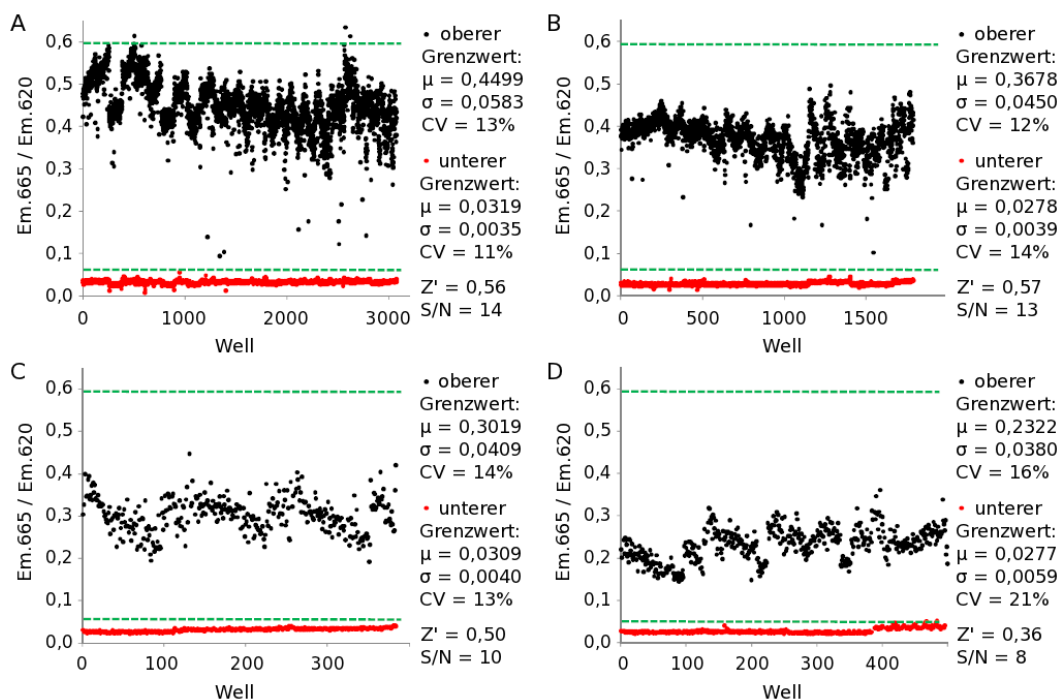 A
Em.665 / Em.620
0,6
0,5
0,4
0,3
0,2
0,1
0,0
0
1000
2000
3000
Well
oberer
Grenzwert:
μ = 0,4499
σ = 0,0583
CV = 13%
unterer
Grenzwert:
μ = 0,0319
σ = 0,0035
CV = 11%
Z' = 0,56
S/N = 14
B
Em.665 / Em.620
0,6
0,5
0,4
0,3
0,2
0,1
0,0
0
500
1000
1500
Well
oberer
Grenzwert:
μ = 0,3678
σ = 0,0450
CV = 12%
unterer
Grenzwert:
μ = 0,0278
σ = 0,0039
CV = 14%
Z' = 0,57
S/N = 13
C
Em.665 / Em.620
0,6
0,5
0,4
0,3
0,2
0,1
0,0
0
100
200
300
Well
oberer
Grenzwert:
μ = 0,3019
σ = 0,0409
CV = 14%
unterer
Grenzwert:
μ = 0,0309
σ = 0,0040
CV = 13%
Z' = 0,50
S/N = 10
D
Em.665 / Em.620
0,6
0,5
0,4
0,3
0,2
0,1
0,0
0
100
200
300
400
Well
oberer
Grenzwert:
μ = 0,2322
σ = 0,0380
CV = 16%
unterer
Grenzwert:
μ = 0,0277
σ = 0,0059
CV = 21%
Z' = 0,36
S/N = 8